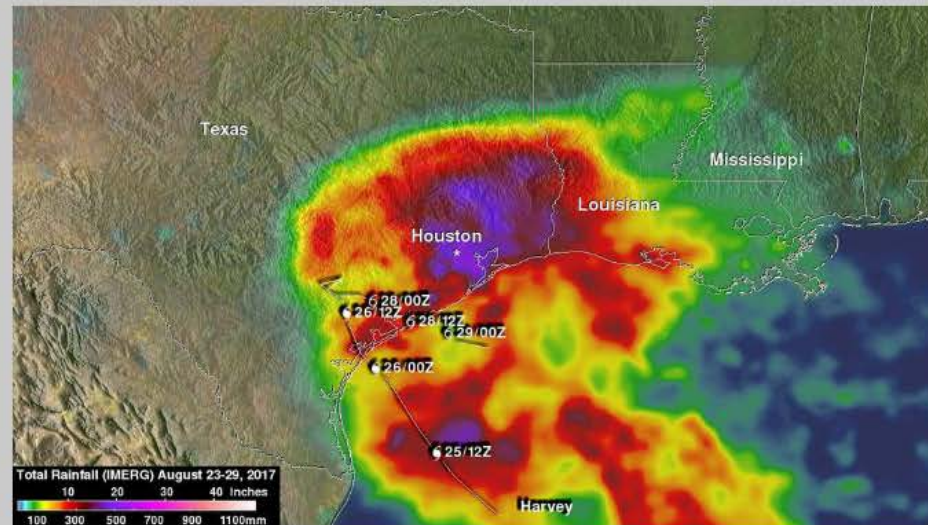 Texas
Mississippi
Louisiana
Houston
28/00Z
26/12Z
28/12Z
29/00Z
26/00Z
25/12Z
Harvey
Total Rainfall (IMERG) August 23-29, 2017
10 20 30 40 Inches
100 300 500 700 900 1100mm